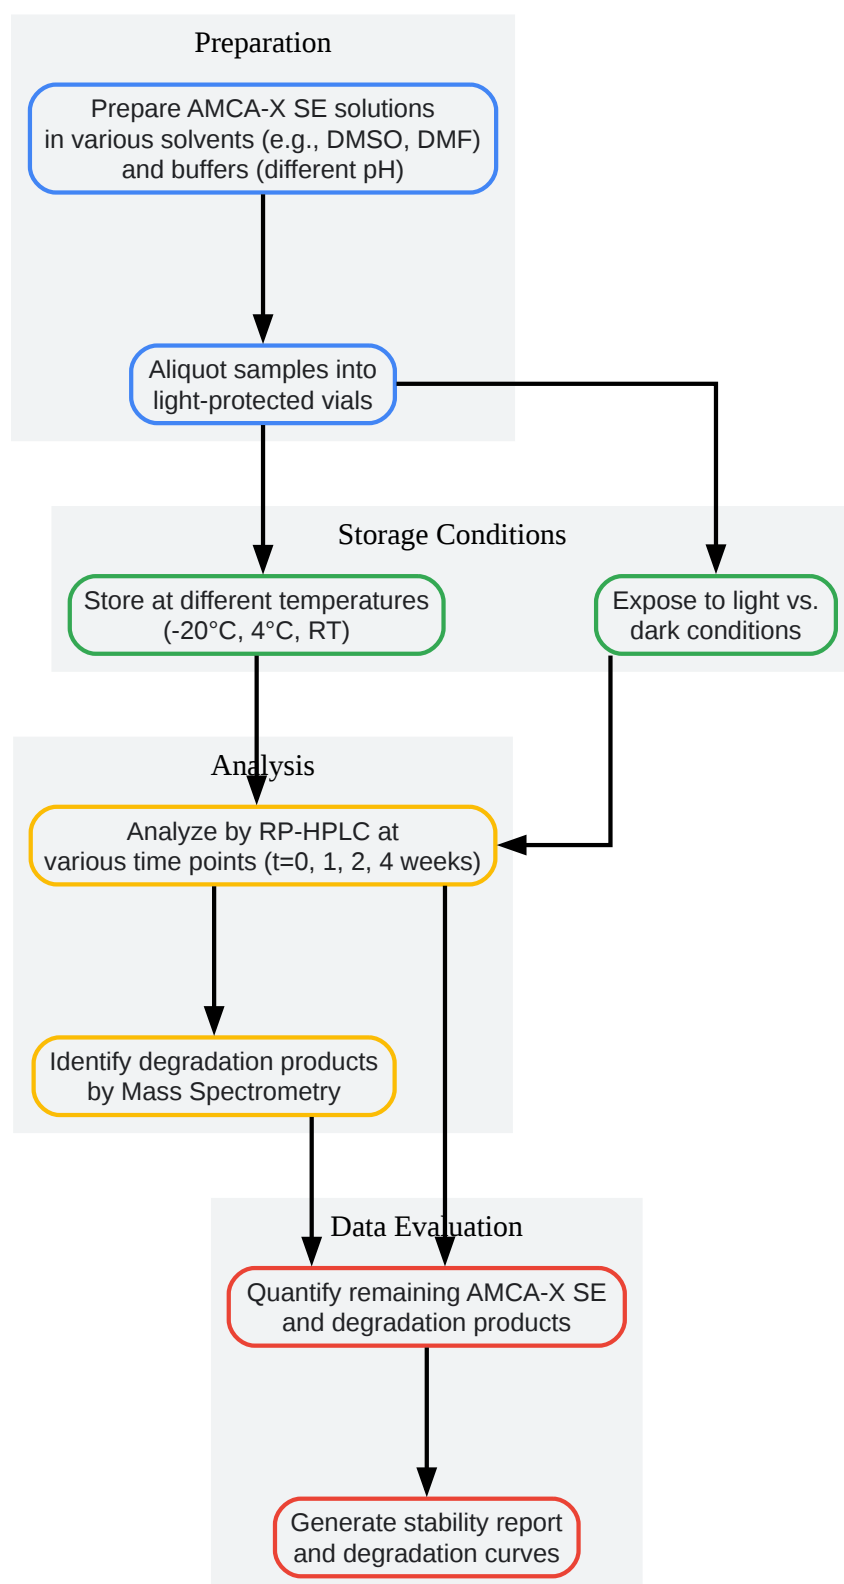 Preparation
Prepare AMCA-X SE solutions
in various solvents (e.g., DMSO, DMF)
and buffers (different pH)
Aliquot samples into
light-protected vials
Storage Conditions
Store at different temperatures
(-20°C, 4°C, RT)
Expose to light vs.
dark conditions
Analysis
Analyze by RP-HPLC at
various time points (t=0, 1, 2, 4 weeks)
Identify degradation products
by Mass Spectrometry
Data Evaluation
Quantify remaining AMCA-X SE
and degradation products
Generate stability report
and degradation curves